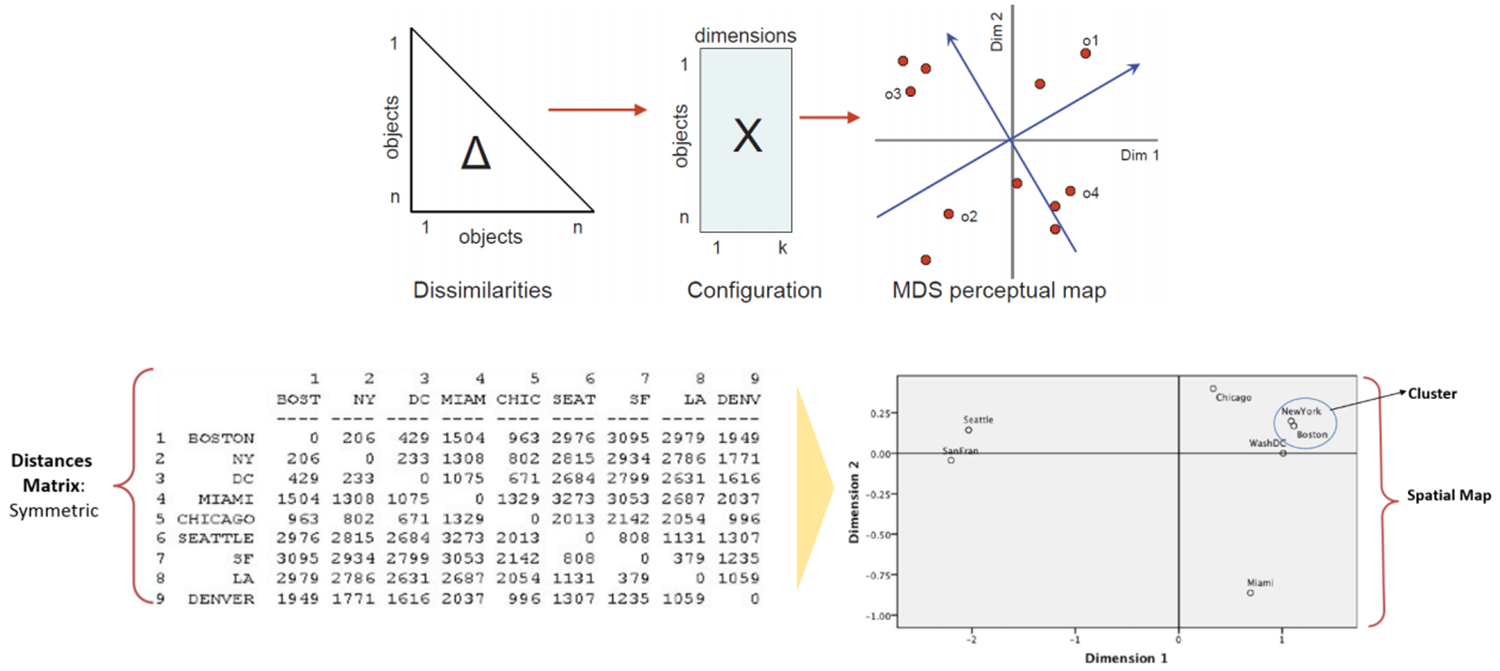 1
objects
n
Δ
1
n
objects
Dissimilarities
dimensions
1
objects
n
X
1
k
Configuration
Dim 2
o1
o3
Dim 1
o4
o2
MDS perceptual map
Distances
Matrix:
Symmetric
1 2 3 4 5 6 7 8 9
BOST NY DC MIAM CHIC SEAT SF LA DENV
---- ---- ---- ---- ---- ---- ---- ---- ----
1 BOSTON 0 206 429 1504 963 2976 3095 2979 1949
2 NY 206 0 233 1308 802 2815 2934 2786 1771
3 DC 429 233 0 1075 671 2684 2799 2631 1616
4 MIAMI 1504 1308 1075 0 1329 3273 3053 2687 2037
5 CHICAGO 963 802 671 1329 0 2013 2142 2054 996
6 SEATTLE 2976 2815 2684 3273 2013 0 808 1131 1307
7 SF 3095 2934 2799 3053 2142 808 0 379 1235
8 LA 2979 2786 2631 2687 2054 1131 379 0 1059
9 DENVER 1949 1771 1616 2037 996 1307 1235 1059 0
Dimension 2
0.25
0.00
-0.25
-0.50
-0.75
-1.00
Chicago
NewYork
Boston
Seattle
WashDC
SanFran
Miami
-2 -1 0 1
Dimension 1
Cluster
Spatial Map